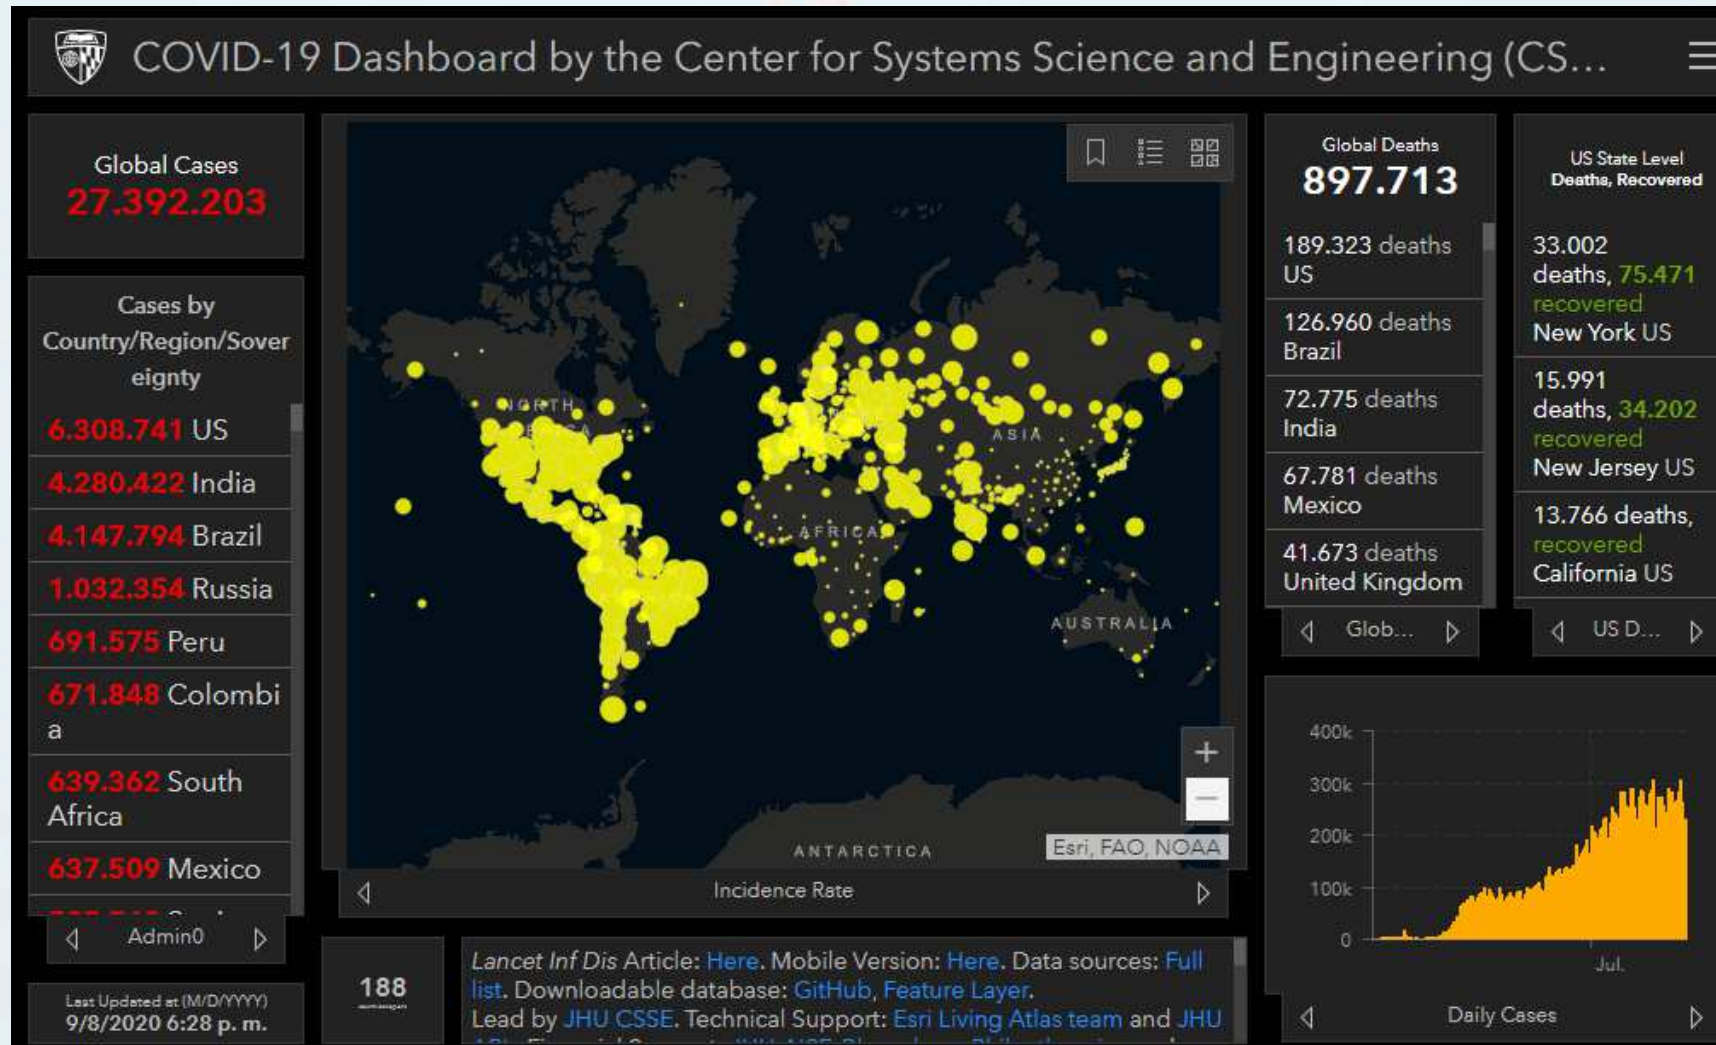 COVID-19 Dashboard by the Center for Systems Science and Engineering (CS...
Global Cases
27.392.203
Cases by
Country/Region/Sover
eignty
6.308.741 US
4.280.422 India
4.147.794 Brazil
1.032.354 Russia
691.575 Peru
671.848 Colombi
a
639.362 South
Africa
637.509 Mexico
Admin0
Last Updated at (M/D/YYYY)
9/8/2020 6:28 p. m.
NORTH
ASIA
AFRICA
AUSTRALIA
ANTARCTICA
Esri, FAO, NOAA
Incidence Rate
188
Lancet Inf Dis Article: Here. Mobile Version: Here. Data sources: Full
list. Downloadable database: GitHub, Feature Layer.
Lead by JHU CSSE. Technical Support: Esri Living Atlas team and JHU
Global Deaths
897.713
189.323 deaths
US
126.960 deaths
Brazil
72.775 deaths
India
67.781 deaths
Mexico
41.673 deaths
United Kingdom
Glob...
US State Level
Deaths, Recovered
33.002
deaths, 75.471
recovered
New York US
15.991
deaths, 34.202
recovered
New Jersey US
13.766 deaths,
recovered
California US
US D...
400k
300k
200k
100k
0
Jul.
Daily Cases